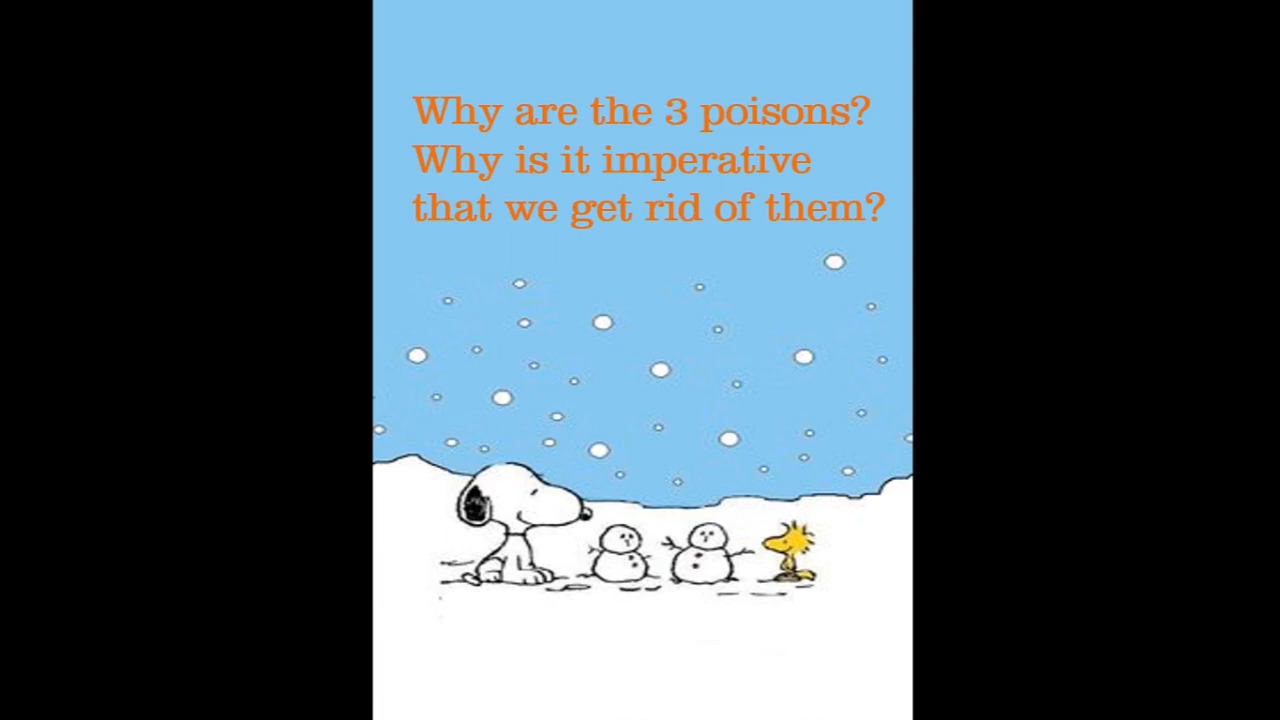 Why are the 3 poisons?
Why is it imperative
that we get rid of them?